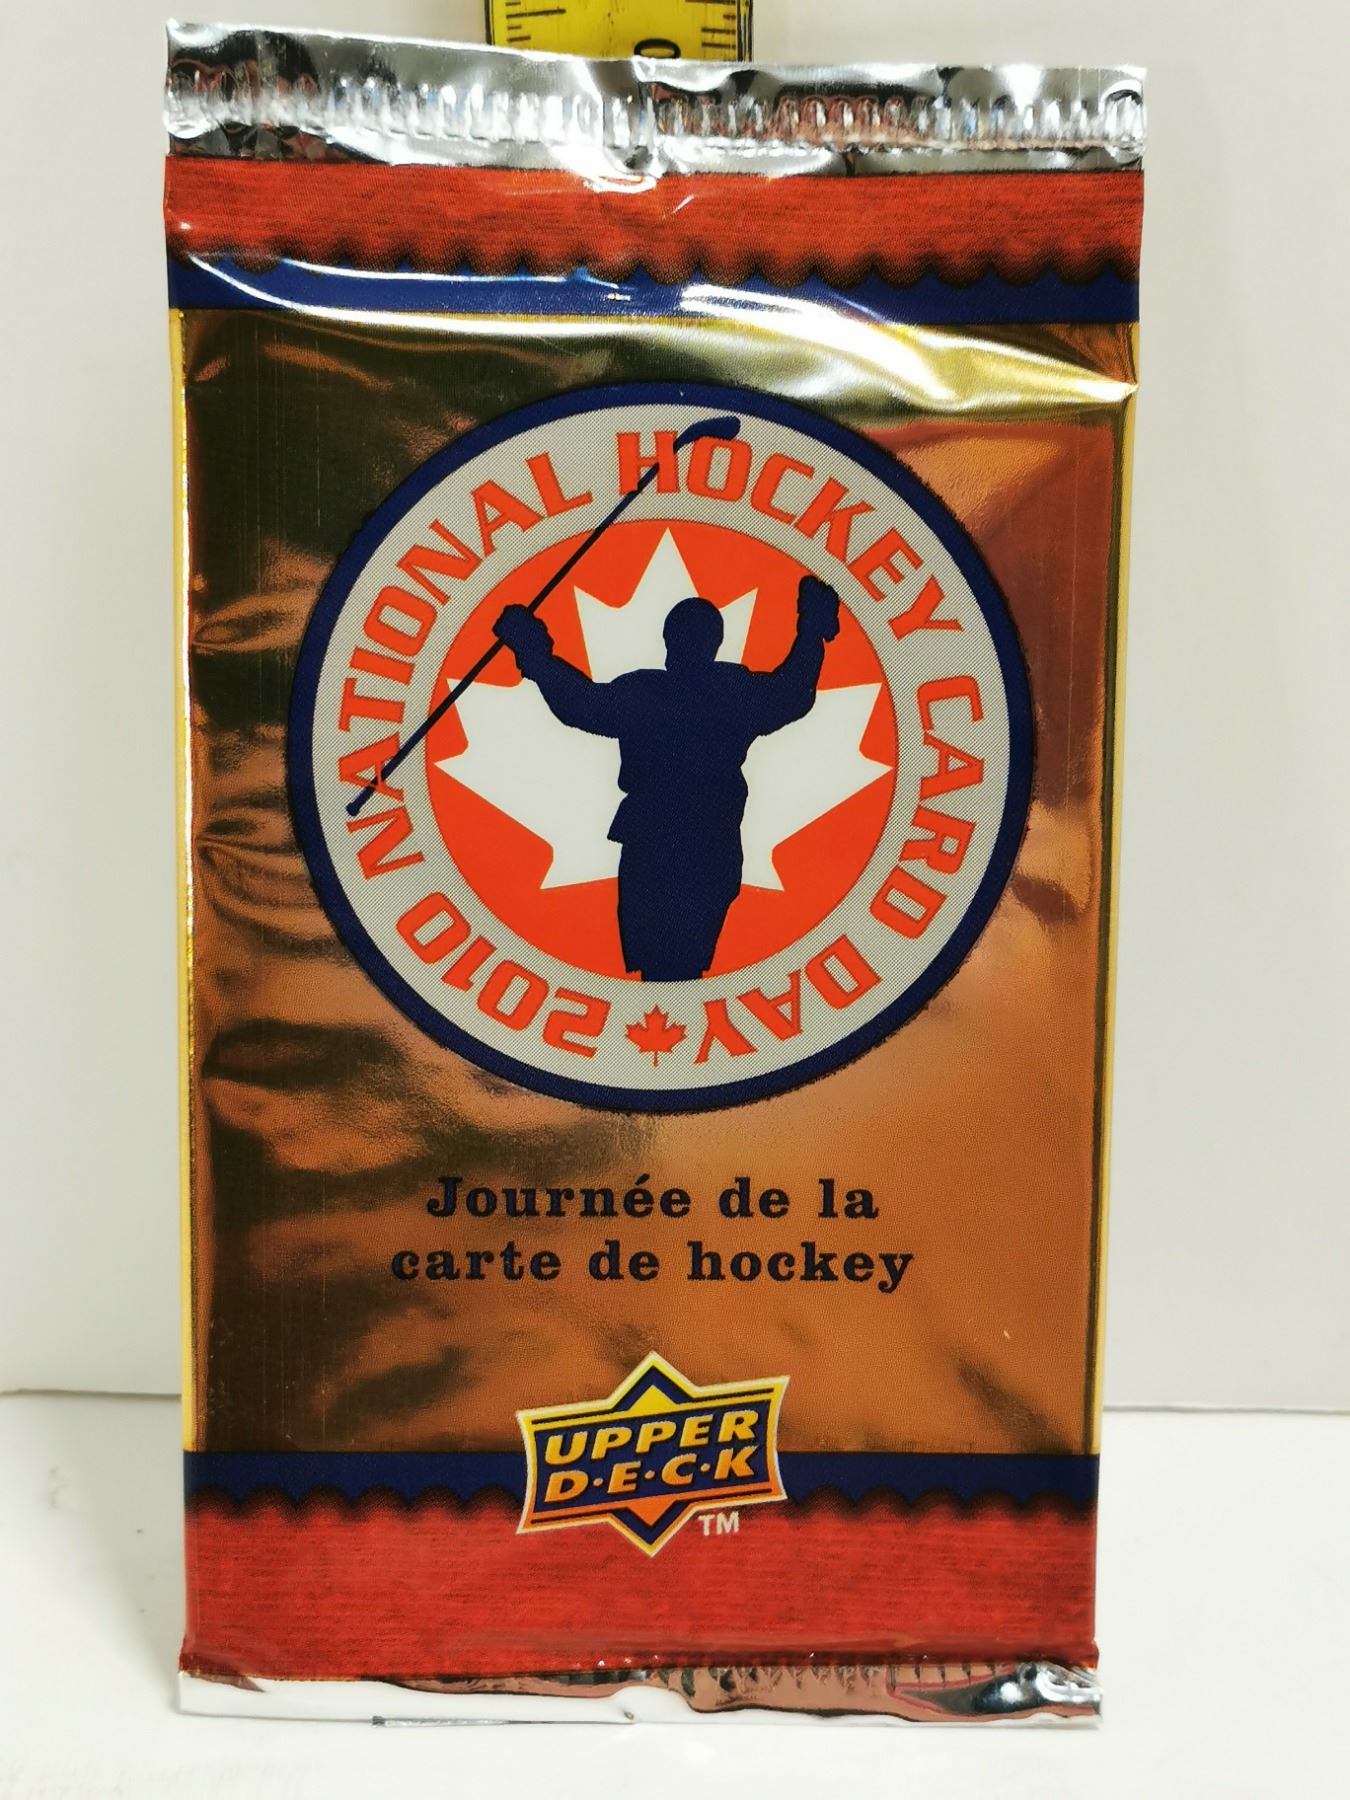 2010 NATIONAL HOCKEY CARD DAY
Journée de la
carte de hockey
UPPER
D·E·C·K
TM